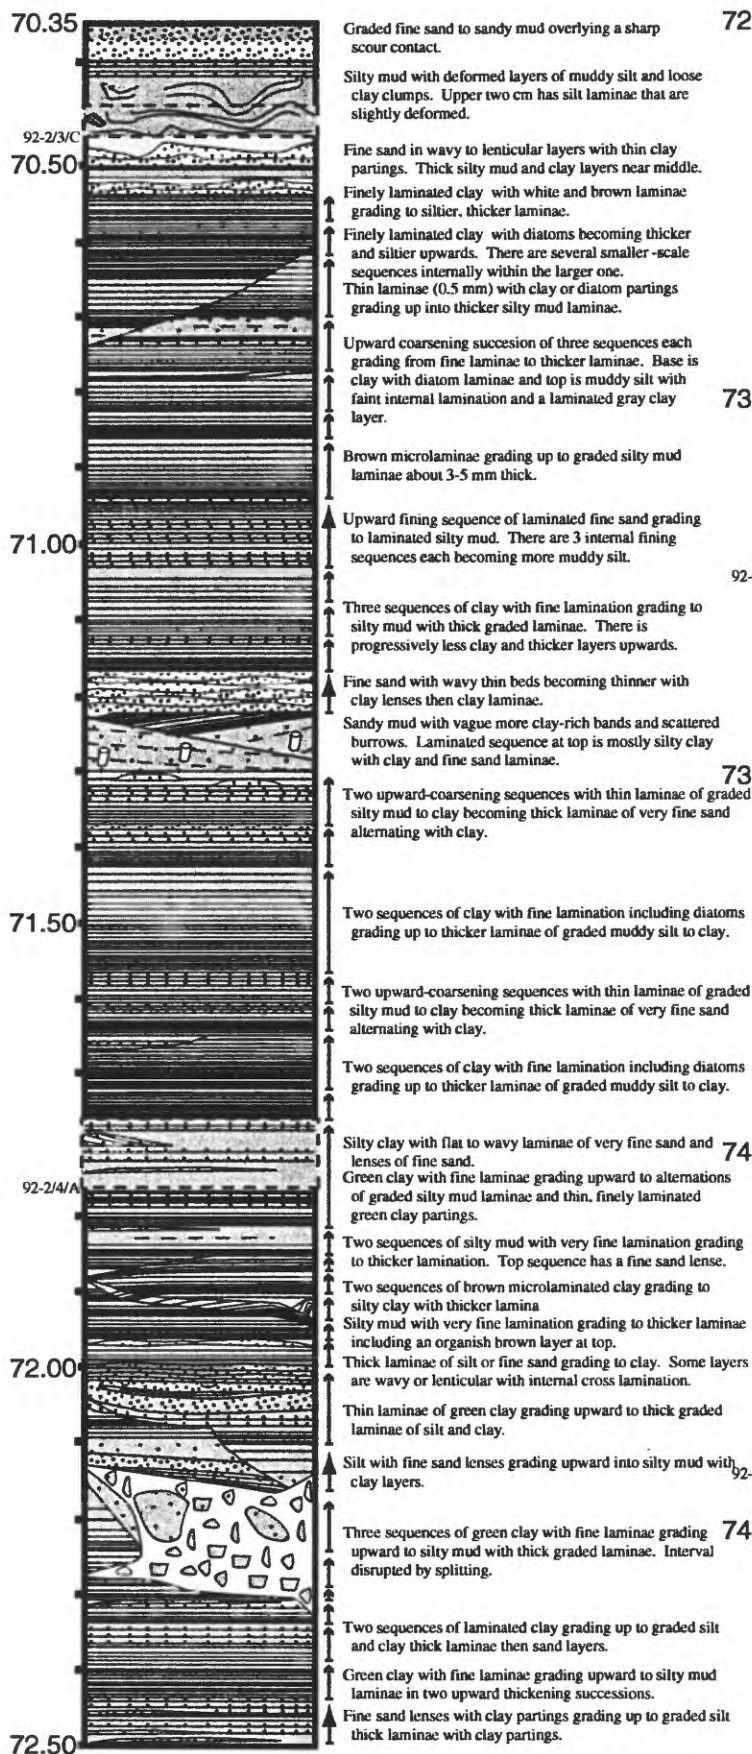 70.35
Graded fine sand to sandy mud overlying a sharp
scour contact.
72
Silty mud with deformed layers of muddy silt and loose
clay clumps. Upper two cm has silt laminae that are
slightly deformed.
92-2/3/C
70.50
Fine sand in wavy to lenticular layers with thin clay
partings. Thick silty mud and clay layers near middle.
Finely laminated clay with white and brown laminae
grading to siltier, thicker laminae.
Finely laminated clay with diatoms becoming thicker
and siltier upwards. There are several smaller-scale
sequences internally within the larger one.
Thin laminae (0.5 mm) with clay or diatom partings
grading up into thicker silty mud laminae.
Upward coarsening succesion of three sequences each
grading from fine laminae to thicker laminae. Base is
clay with diatom laminae and top is muddy silt with
faint internal lamination and a laminated gray clay
layer.
73
Brown microlaminae grading up to graded silty mud
laminae about 3-5 mm thick.
71.00
Upward fining sequence of laminated fine sand grading
to laminated silty mud. There are 3 internal fining
sequences each becoming more muddy silt.
92-
Three sequences of clay with fine lamination grading to
silty mud with thick graded laminae. There is
progressively less clay and thicker layers upwards.
Fine sand with wavy thin beds becoming thinner with
clay lenses then clay laminae.
Sandy mud with vague more clay-rich bands and scattered
burrows. Laminated sequence at top is mostly silty clay
with clay and fine sand laminae.
73
Two upward-coarsening sequences with thin laminae of graded
silty mud to clay becoming thick laminae of very fine sand
alternating with clay.
71.50
Two sequences of clay with fine lamination including diatoms
grading up to thicker laminae of graded muddy silt to clay.
Two upward-coarsening sequences with thin laminae of graded
silty mud to clay becoming thick laminae of very fine sand
alternating with clay.
Two sequences of clay with fine lamination including diatoms
grading up to thicker laminae of graded muddy silt to clay.
Silty clay with flat to wavy laminae of very fine sand and
lenses of fine sand.
74
92-2/4/A
Green clay with fine laminae grading upward to alternations
of graded silty mud laminae and thin, finely laminated
green clay partings.
Two sequences of silty mud with very fine lamination grading
to thicker lamination. Top sequence has a fine sand lense.
Two sequences of brown microlaminated clay grading to
silty clay with thicker lamina
Silty mud with very fine lamination grading to thicker laminae
including an organish brown layer at top.
72.00
Thick laminae of silt or fine sand grading to clay. Some layers
are wavy or lenticular with internal cross lamination.
Thin laminae of green clay grading upward to thick graded
laminae of silt and clay.
Silt with fine sand lenses grading upward into silty mud with
clay layers.
92-
Three sequences of green clay with fine laminae grading
upward to silty mud with thick graded laminae. Interval
disrupted by splitting.
74
Two sequences of laminated clay grading up to graded silt
and clay thick laminae then sand layers.
Green clay with fine laminae grading upward to silty mud
laminae in two upward thickening successions.
Fine sand lenses with clay partings grading up to graded silt
thick laminae with clay partings.
72.50